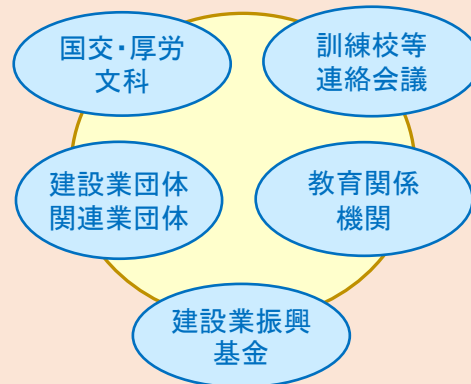 国交・厚労
文科
訓練校等
連絡会議
建設業団体
関連業団体
教育関係
機関
建設業振興
基金